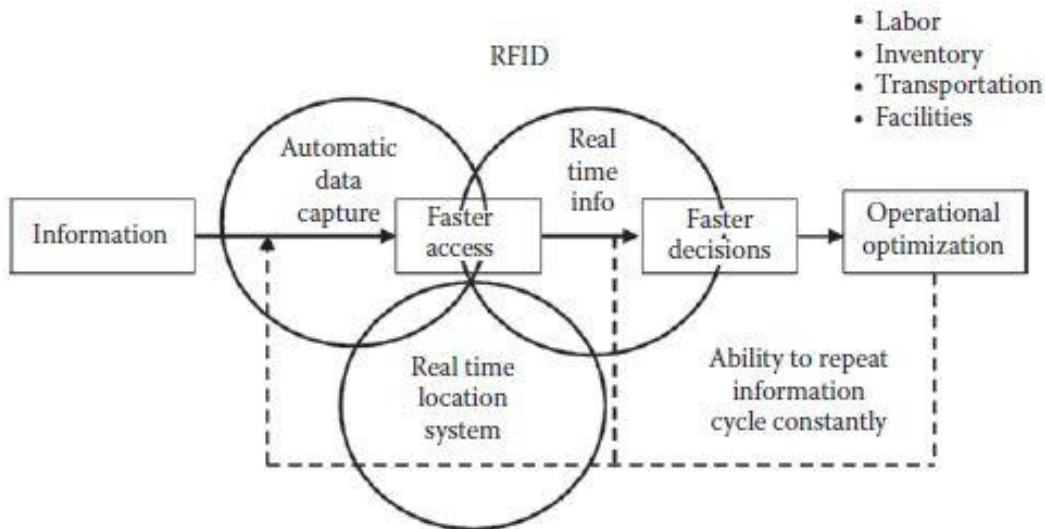 RFID
• Labor
• Inventory
• Transportation
• Facilities
Automatic
data
capture
Real
time
info
Information
Faster
access
Faster
decisions
Operational
optimization
Real time
location
system
Ability to repeat
information
cycle constantly